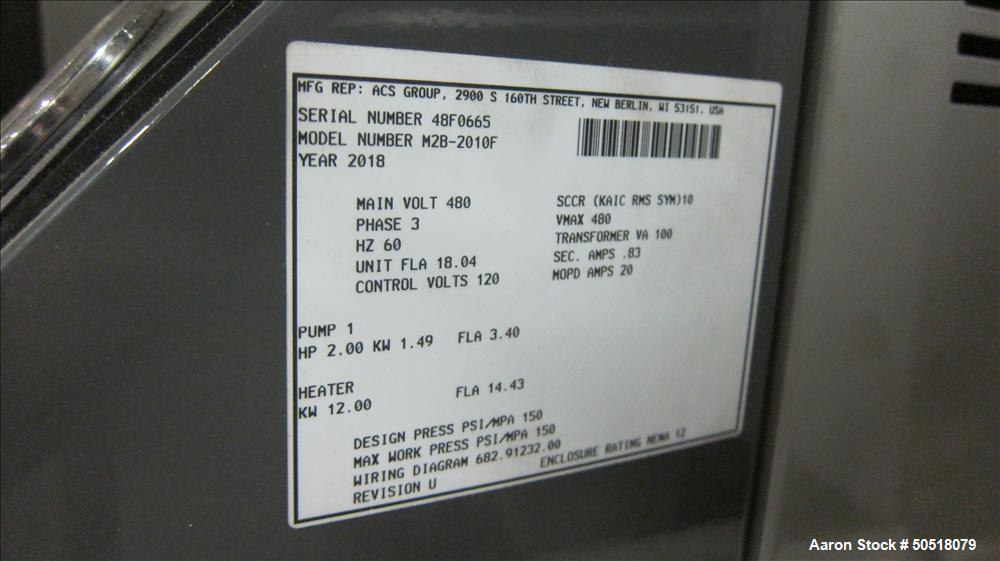 MFG REP: ACS GROUP, 2900 S 160TH STREET, NEW BERLIN, WI 53151, USA
SERIAL NUMBER 48F0665
MODEL NUMBER M2B-2010F
YEAR 2018
MAIN VOLT 480
PHASE 3
HZ 60
UNIT FLA 18.04
CONTROL VOLTS 120
SCCR (KAIC RMS SYM)10
VMAX 480
TRANSFORMER VA 100
SEC. AMPS .83
MOPD AMPS 20
PUMP 1
HP 2.00 KW 1.49 FLA 3.40
HEATER
KW 12.00 FLA 14.43
DESIGN PRESS PSI/MPA 150
MAX WORK PRESS PSI/MPA 150
WIRING DIAGRAM 682.91232.00
REVISION U
ENCLOSURE RATING NEMA 12
Aaron Stock # 50518079